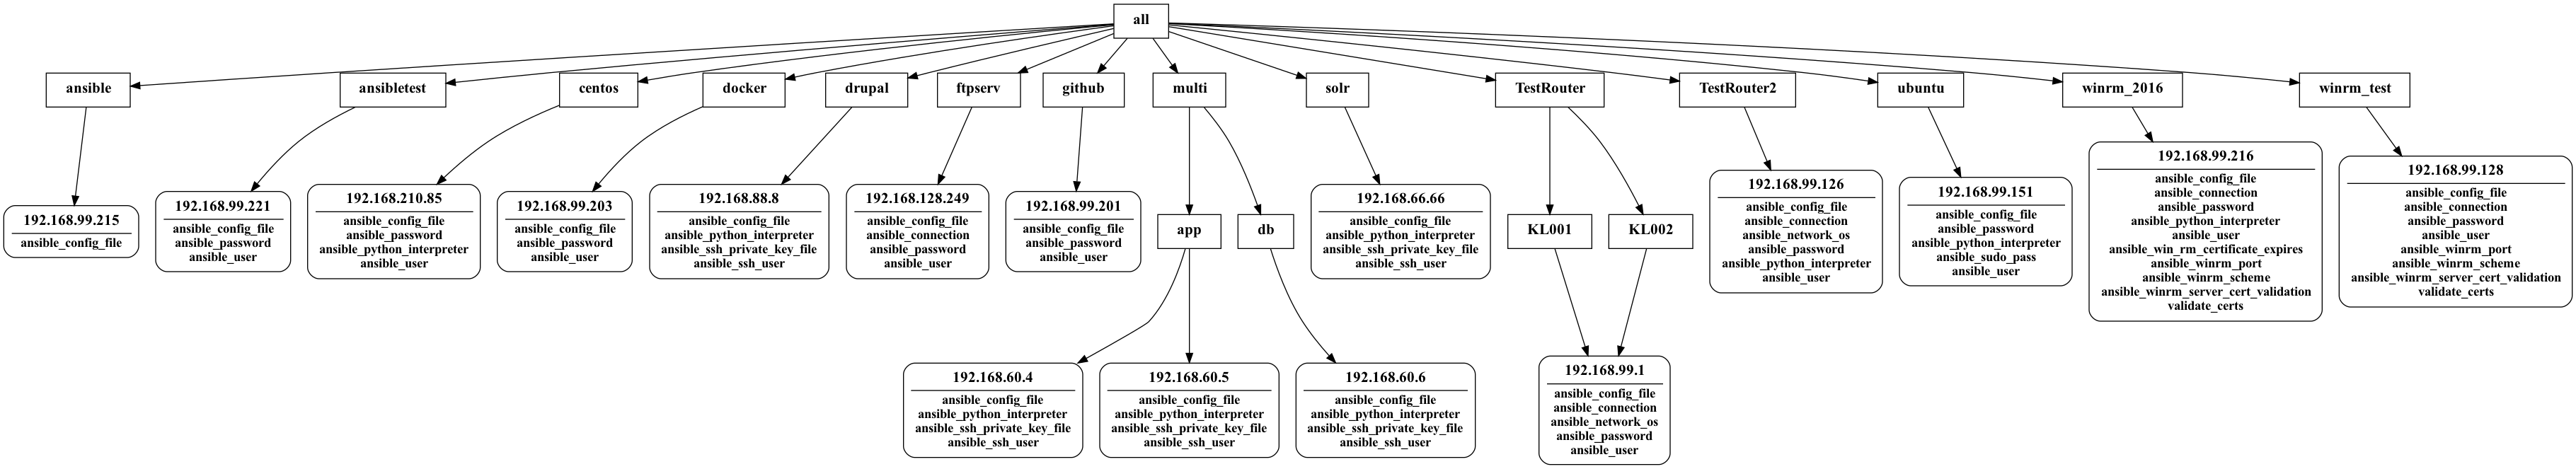 all
ansible
ansibletest
centos
docker
drupal
ftpserv
github
multi
solr
TestRouter
TestRouter2
ubuntu
winrm_2016
winrm_test
192.168.99.215
ansible_config_file
192.168.99.221
ansible_config_file
ansible_password
ansible_user
192.168.210.85
ansible_config_file
ansible_password
ansible_python_interpreter
ansible_user
192.168.99.203
ansible_config_file
ansible_password
ansible_user
192.168.88.8
ansible_config_file
ansible_python_interpreter
ansible_ssh_private_key_file
ansible_ssh_user
192.168.128.249
ansible_config_file
ansible_connection
ansible_password
ansible_user
192.168.99.201
ansible_config_file
ansible_password
ansible_user
app
db
192.168.66.66
ansible_config_file
ansible_python_interpreter
ansible_ssh_private_key_file
ansible_ssh_user
KL001
KL002
192.168.99.126
ansible_config_file
ansible_connection
ansible_network_os
ansible_password
ansible_python_interpreter
ansible_user
192.168.99.151
ansible_config_file
ansible_password
ansible_python_interpreter
ansible_sudo_pass
ansible_user
192.168.99.216
ansible_config_file
ansible_connection
ansible_password
ansible_python_interpreter
ansible_user
ansible_win_rm_certificate_expires
ansible_winrm_port
ansible_winrm_scheme
ansible_winrm_server_cert_validation
validate_certs
192.168.99.128
ansible_config_file
ansible_connection
ansible_password
ansible_user
ansible_winrm_port
ansible_winrm_scheme
ansible_winrm_server_cert_validation
validate_certs
192.168.60.4
ansible_config_file
ansible_python_interpreter
ansible_ssh_private_key_file
ansible_ssh_user
192.168.60.5
ansible_config_file
ansible_python_interpreter
ansible_ssh_private_key_file
ansible_ssh_user
192.168.60.6
ansible_config_file
ansible_python_interpreter
ansible_ssh_private_key_file
ansible_ssh_user
192.168.99.1
ansible_config_file
ansible_connection
ansible_network_os
ansible_password
ansible_user